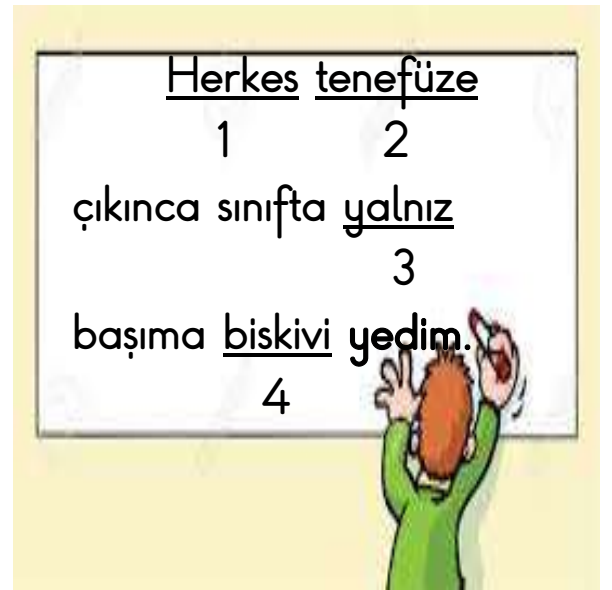 Herkes tenefüze
1 2
çıkınca sınıfta yalnız
3
başıma biskivi yedim.
4